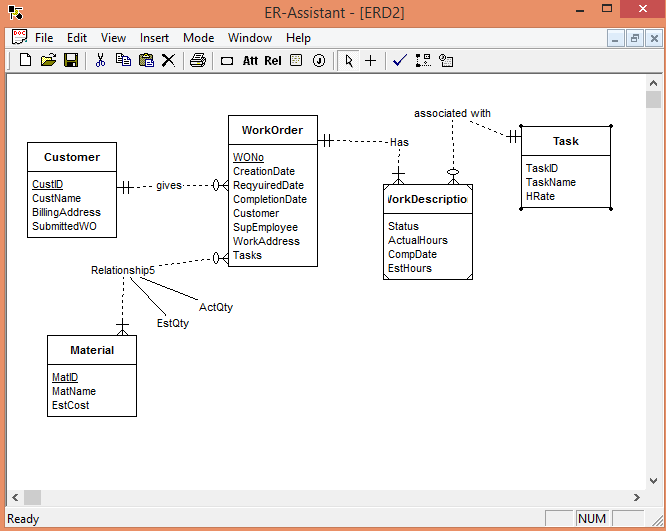 ER-Assistant - [ERD2]
File Edit View Insert Mode Window Help
Att Rel J
associated with
WorkOrder
WONo
CreationDate
ReqyuiredDate
CompletionDate
Customer
SupEmployee
WorkAddress
Tasks
Has
Task
TaskID
TaskName
HRate
Customer
CustID
CustName
BillingAddress
SubmittedWO
gives
WorkDescription
Status
ActualHours
CompDate
EstHours
Relationship5
ActQty
EstQty
Material
MatID
MatName
EstCost
Ready NUM